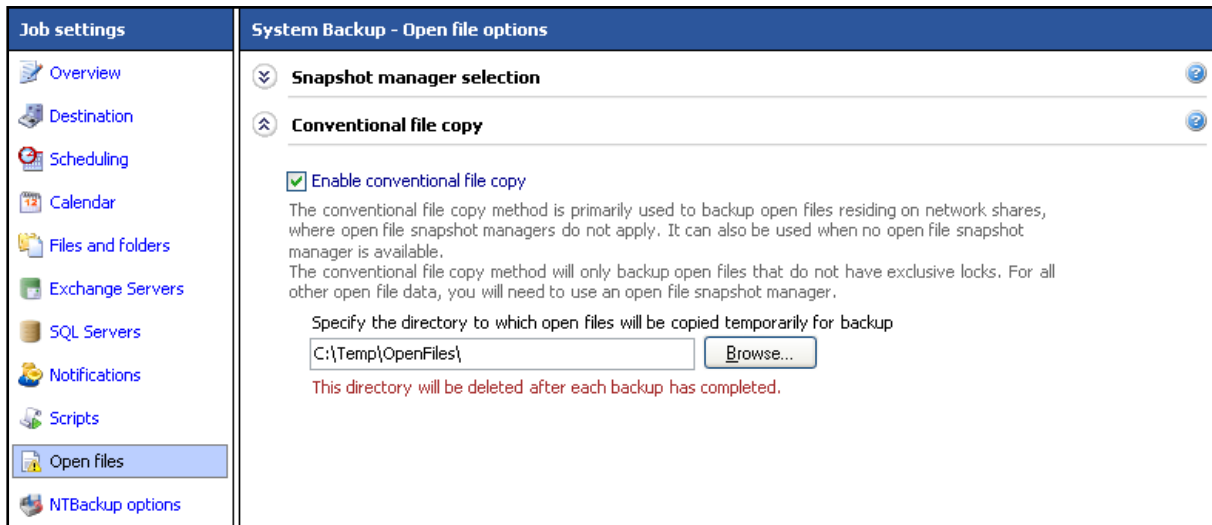 Job settings
Overview
Destination
Scheduling
12
Calendar
Files and folders
Exchange Servers
SQL Servers
Notifications
Scripts
Open files
NTBackup options
System Backup - Open file options
Snapshot manager selection
Conventional file copy
Enable conventional file copy
The conventional file copy method is primarily used to backup open files residing on network shares,
where open file snapshot managers do not apply. It can also be used when no open file snapshot
manager is available.
The conventional file copy method will only backup open files that do not have exclusive locks. For all
other open file data, you will need to use an open file snapshot manager.
Specify the directory to which open files will be copied temporarily for backup
C:\Temp\OpenFiles\
Browse...
This directory will be deleted after each backup has completed.